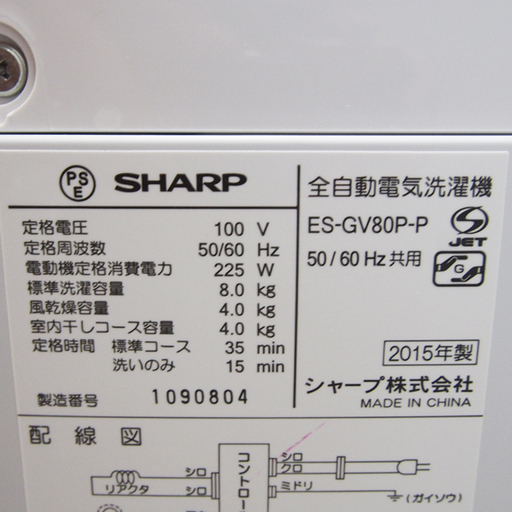 PSE SHARP
全自動電気洗濯機
ES-GV80P-P
JET
50/60 Hz共用
G
定格電圧 100 V
定格周波数 50/60 Hz
電動機定格消費電力 225 W
標準洗濯容量 8.0 kg
風乾燥容量 4.0 kg
室内干しコース容量 4.0 kg
定格時間 標準コース 35 min
洗いのみ 15 min
製造番号 1090804
2015年製
シャープ株式会社
MADE IN CHINA
配線図
シロ
リアクタ
シロ
コントロー
シロ
クロ
ミドリ
(ガイソウ)